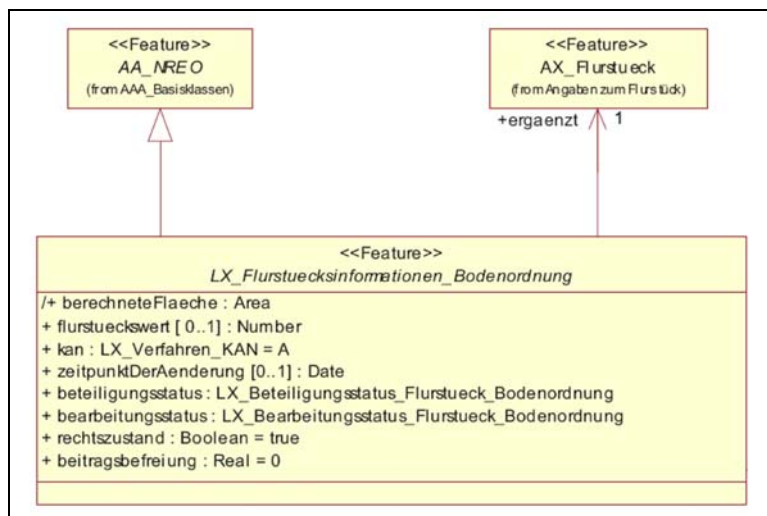 <<Feature>>
AA_NREO
(from AAA_Basisklassen)
<<Feature>>
AX_Flurstueck
(from Angaben zum Flurstück)
+ergaenzt 1
<<Feature>>
LX_Flurstuecksinformationen_Bodenordnung
/+ berechneteFlaeche : Area
+ flurstueckswert [ 0..1] : Number
+ kan : LX_Verfahren_KAN = A
+ zeitpunktDerAenderung [0..1] : Date
+ beteiligungsstatus : LX_Beteiligungsstatus_Flurstueck_Bodenordnung
+ bearbeitungsstatus : LX_Bearbeitungsstatus_Flurstueck_Bodenordnung
+ rechtszustand : Boolean = true
+ beitragsbefreiung : Real = 0